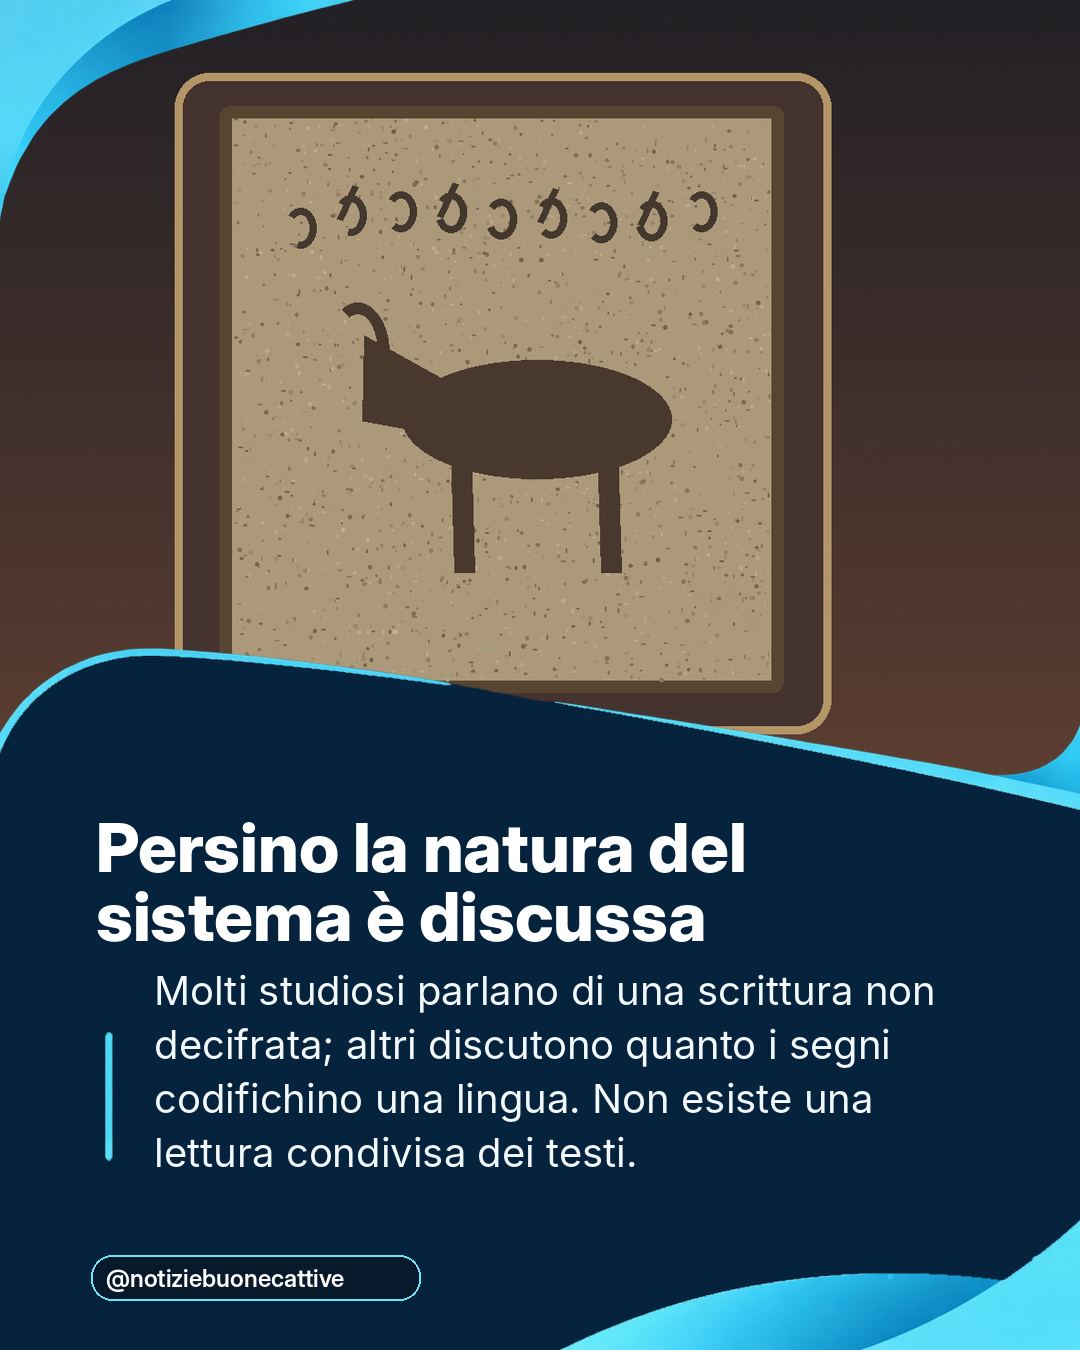 Persino la natura del
sistema è discussa
Molti studiosi parlano di una scrittura non
decifrata; altri discutono quanto i segni
codifichino una lingua. Non esiste una
lettura condivisa dei testi.
@notiziebuonecattive